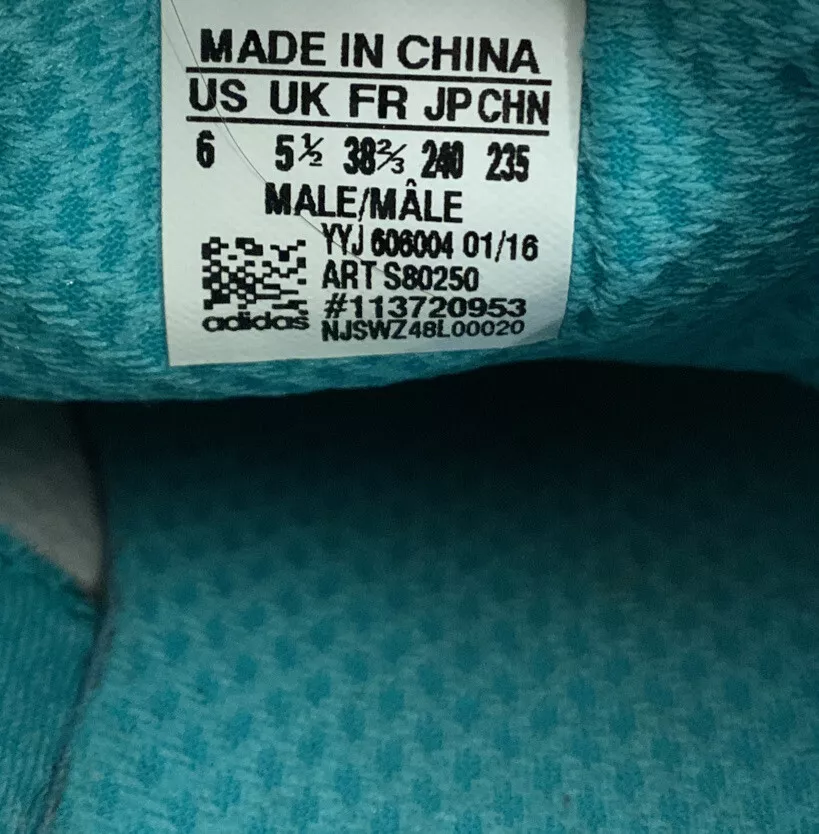 MADE IN CHINA
US UK FR JP CHN
6 5½ 38⅔ 240 235
MALE/MÂLE
YYJ 606004 01/16
ART S80250
#113720953
adidas NJSWZ48L00020